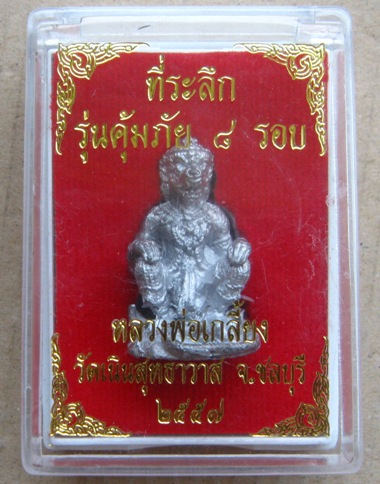 ที่ระลึก
รุ่นคุ้มภัย ๘ รอบ
หลวงพ่อเกลี้ยง
วัดเนินสุทธาวาส จ.ชลบุรี
๒๕๕๗